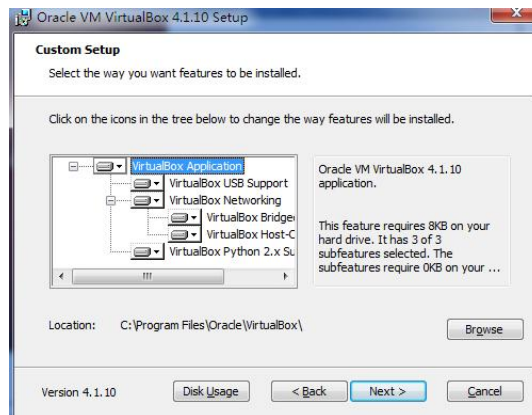 Oracle VM VirtualBox 4.1.10 Setup
Custom Setup
Select the way you want features to be installed.
Click on the icons in the tree below to change the way features will be installed.
VirtualBox Application
VirtualBox USB Support
VirtualBox Networking
VirtualBox Bridge
VirtualBox Host-C
VirtualBox Python 2.x Su
Oracle VM VirtualBox 4.1.10
application.
This feature requires 8KB on your
hard drive. It has 3 of 3
subfeatures selected. The
subfeatures require 0KB on your ...
Location: C:\Program Files\Oracle\VirtualBox\
Browse
Version 4.1.10
Disk Usage
< Back
Next >
Cancel